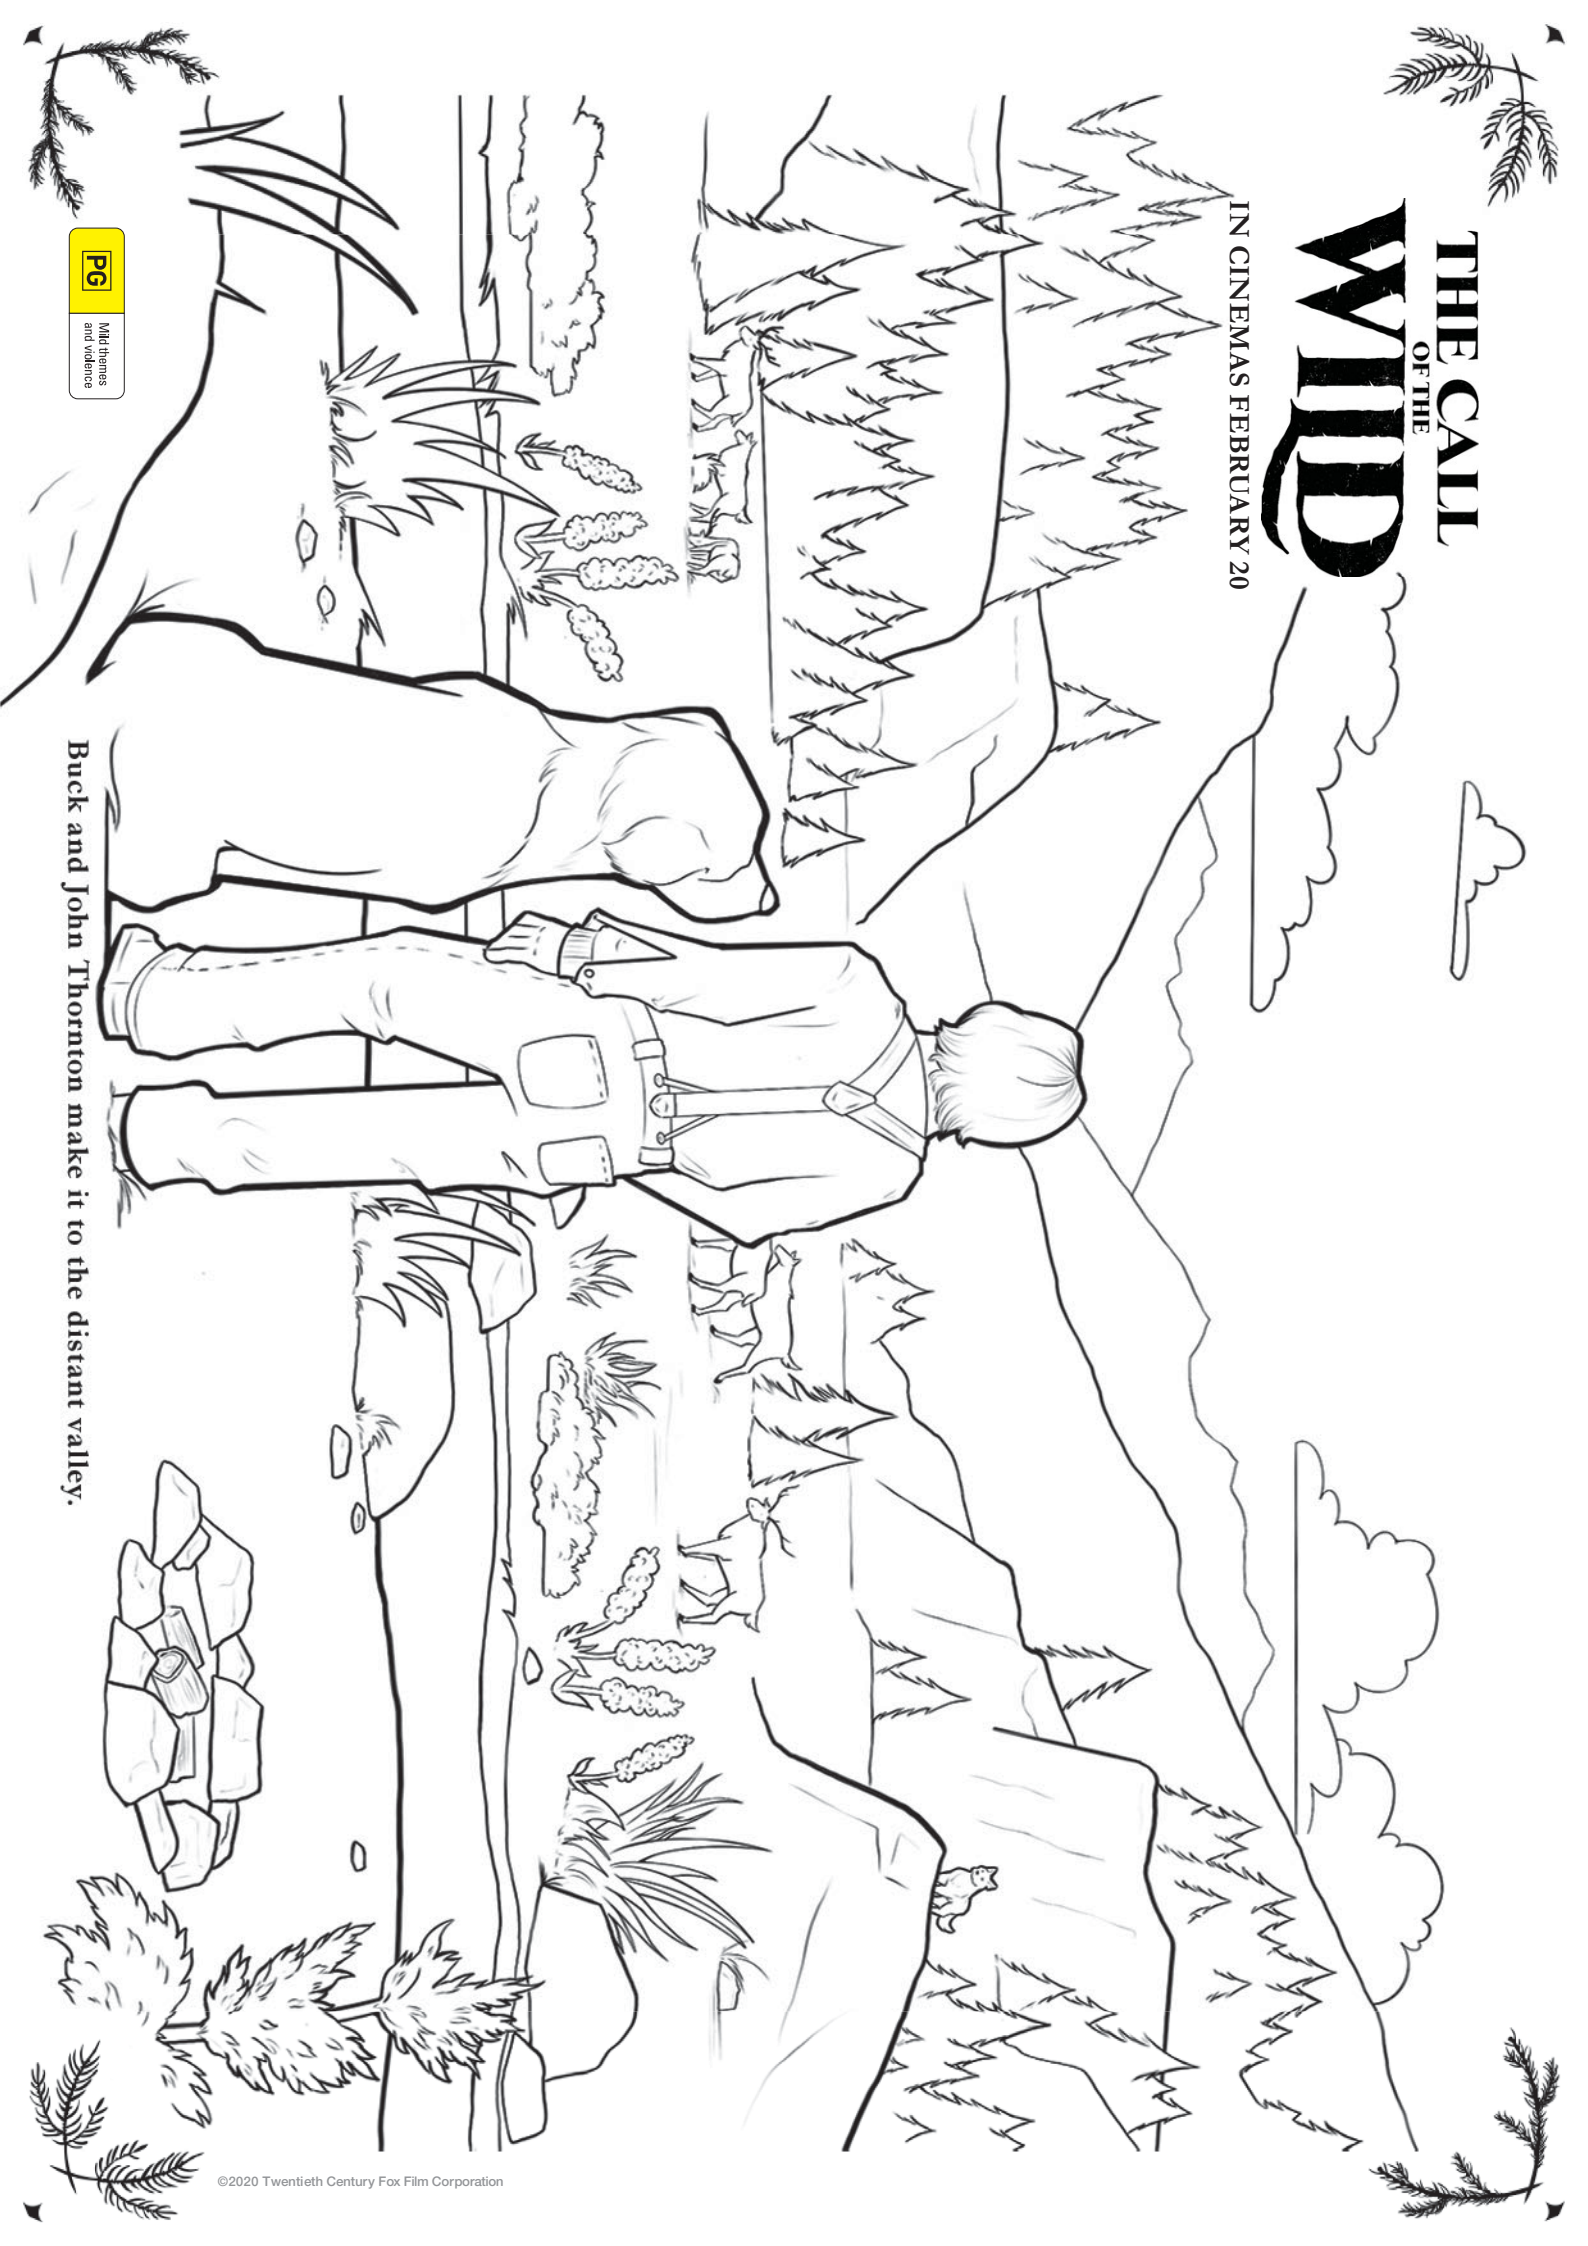 THE CALL
OF THE
WILD
IN CINEMAS FEBRUARY 20
PG
Mild themes
and violence
Buck and John Thornton make it to the distant valley.
©2020 Twentieth Century Fox Film Corporation